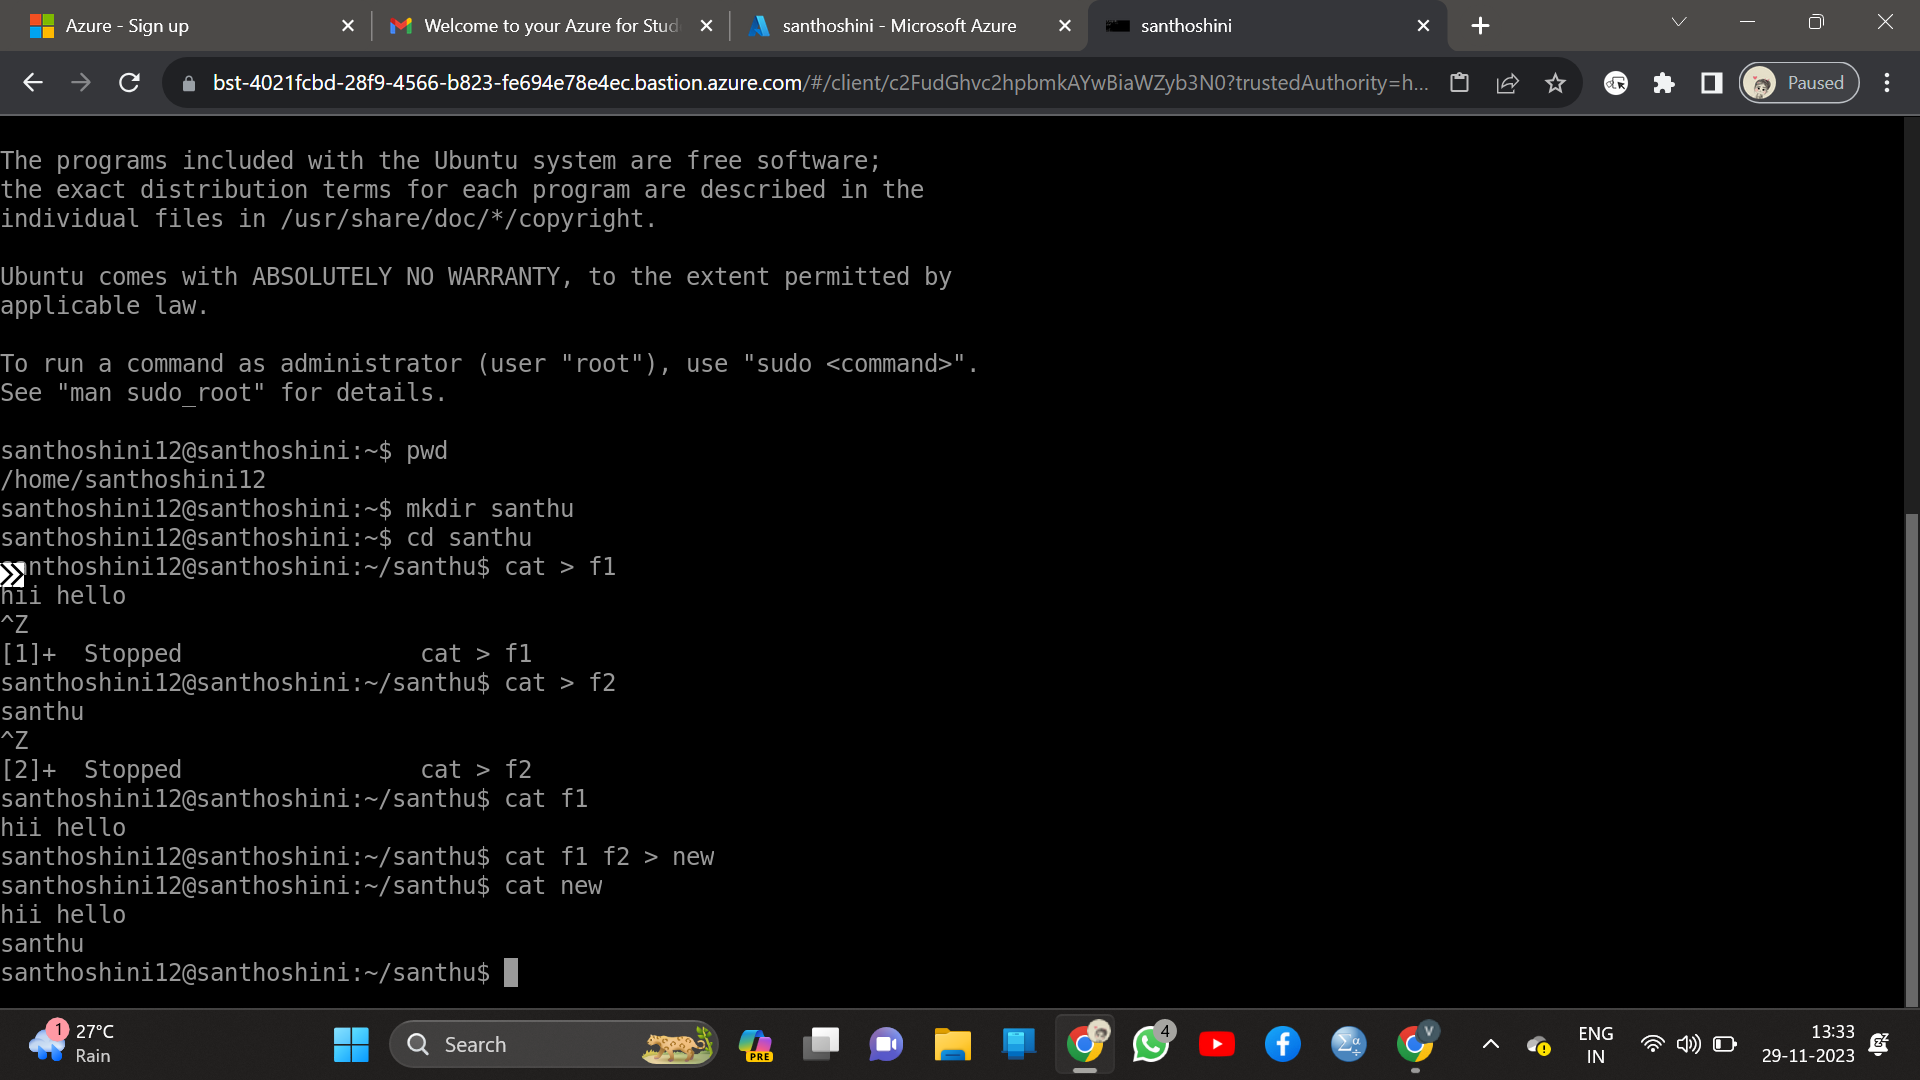 Azure - Sign up
Welcome to your Azure for Stud
santhoshini - Microsoft Azure
santhoshini
bst-4021fcbd-28f9-4566-b823-fe694e78e4ec.bastion.azure.com/#/client/c2FudGhvc2hpbmkAYwBiaWZyb3N0?trustedAuthority=h...
Paused
The programs included with the Ubuntu system are free software;
the exact distribution terms for each program are described in the
individual files in /usr/share/doc/*/copyright.
Ubuntu comes with ABSOLUTELY NO WARRANTY, to the extent permitted by
applicable law.
To run a command as administrator (user "root"), use "sudo <command>".
See "man sudo_root" for details.
santhoshini12@santhoshini:~$ pwd
/home/santhoshini12
santhoshini12@santhoshini:~$ mkdir santhu
santhoshini12@santhoshini:~$ cd santhu
nthoshini12@santhoshini:~/santhu$ cat > f1
hii hello
^Z
[1]+  Stopped                 cat > f1
santhoshini12@santhoshini:~/santhu$ cat > f2
santhu
^Z
[2]+  Stopped                 cat > f2
santhoshini12@santhoshini:~/santhu$ cat f1
hii hello
santhoshini12@santhoshini:~/santhu$ cat f1 f2 > new
santhoshini12@santhoshini:~/santhu$ cat new
hii hello
santhu
santhoshini12@santhoshini:~/santhu$
1
27°C
Rain
Search
PRE
4
V
ENG
IN
13:33
29-11-2023